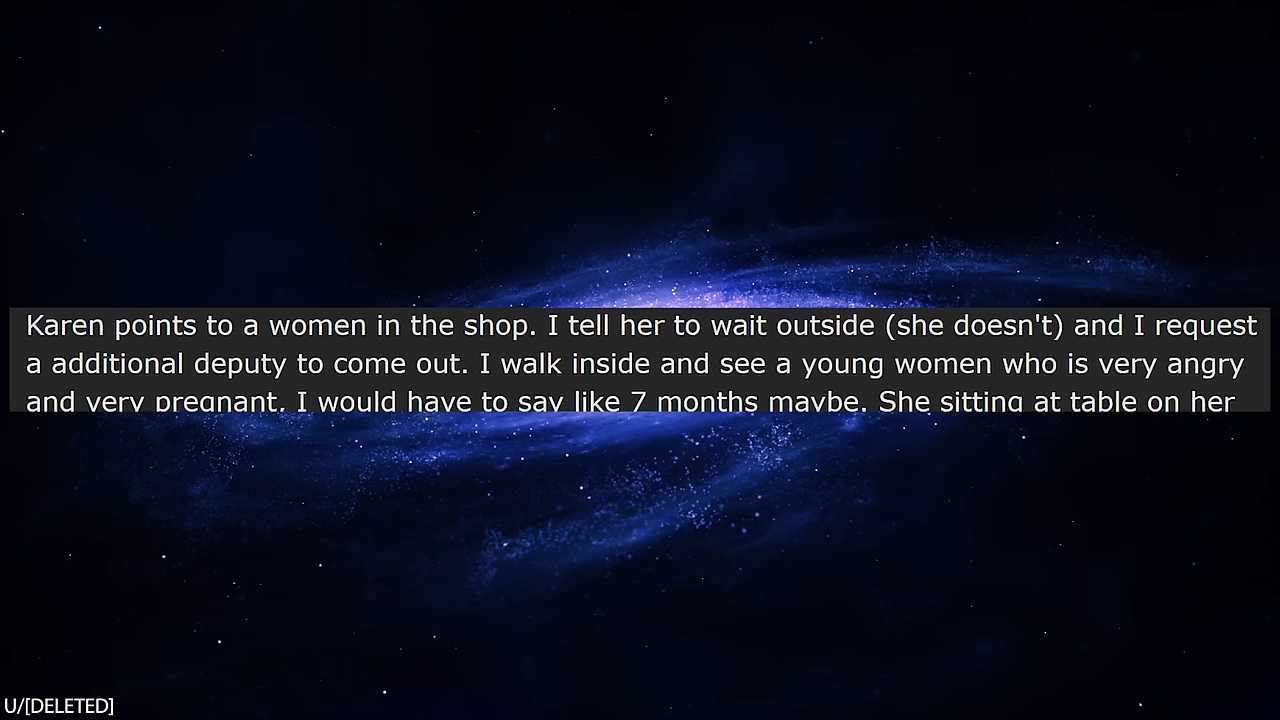 Karen points to a women in the shop. I tell her to wait outside (she doesn't) and I request
a additional deputy to come out. I walk inside and see a young women who is very angry
and very pregnant, I would have to say like 7 months maybe. She sitting at table on her
U/[DELETED]